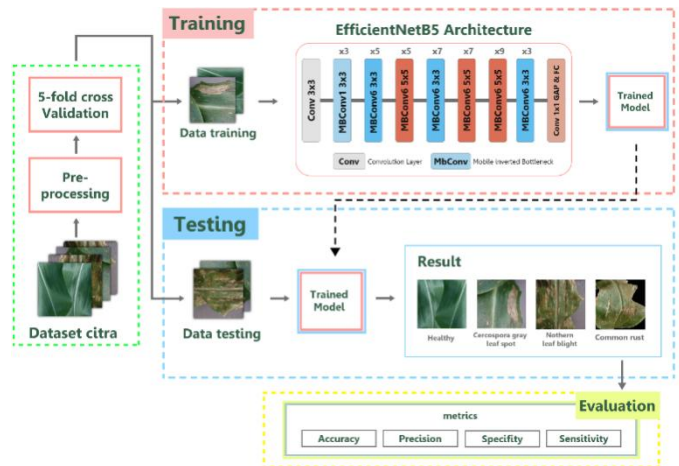 Training
EfficientNetB5 Architecture
x3
x5
x5
x7
x7
x9
x3
Conv 3x3
MBConv1 3x3
MBConv6 3x3
MBConv6 5x5
MBConv6 3x3
MBConv6 5x5
MBConv6 5x5
MBConv6 3x3
Conv 1x1 GAP & FC
Conv
Convolution Layer
MbConv
Mobile Inverted Bottleneck
Data training
Trained
Model
5-fold cross
Validation
Pre-
processing
Dataset citra
Testing
Data testing
Trained
Model
Result
Healthy
Cercospora gray
leaf spot
Nothern
leaf blight
Common rust
Evaluation
metrics
Accuracy
Precision
Specifity
Sensitivity